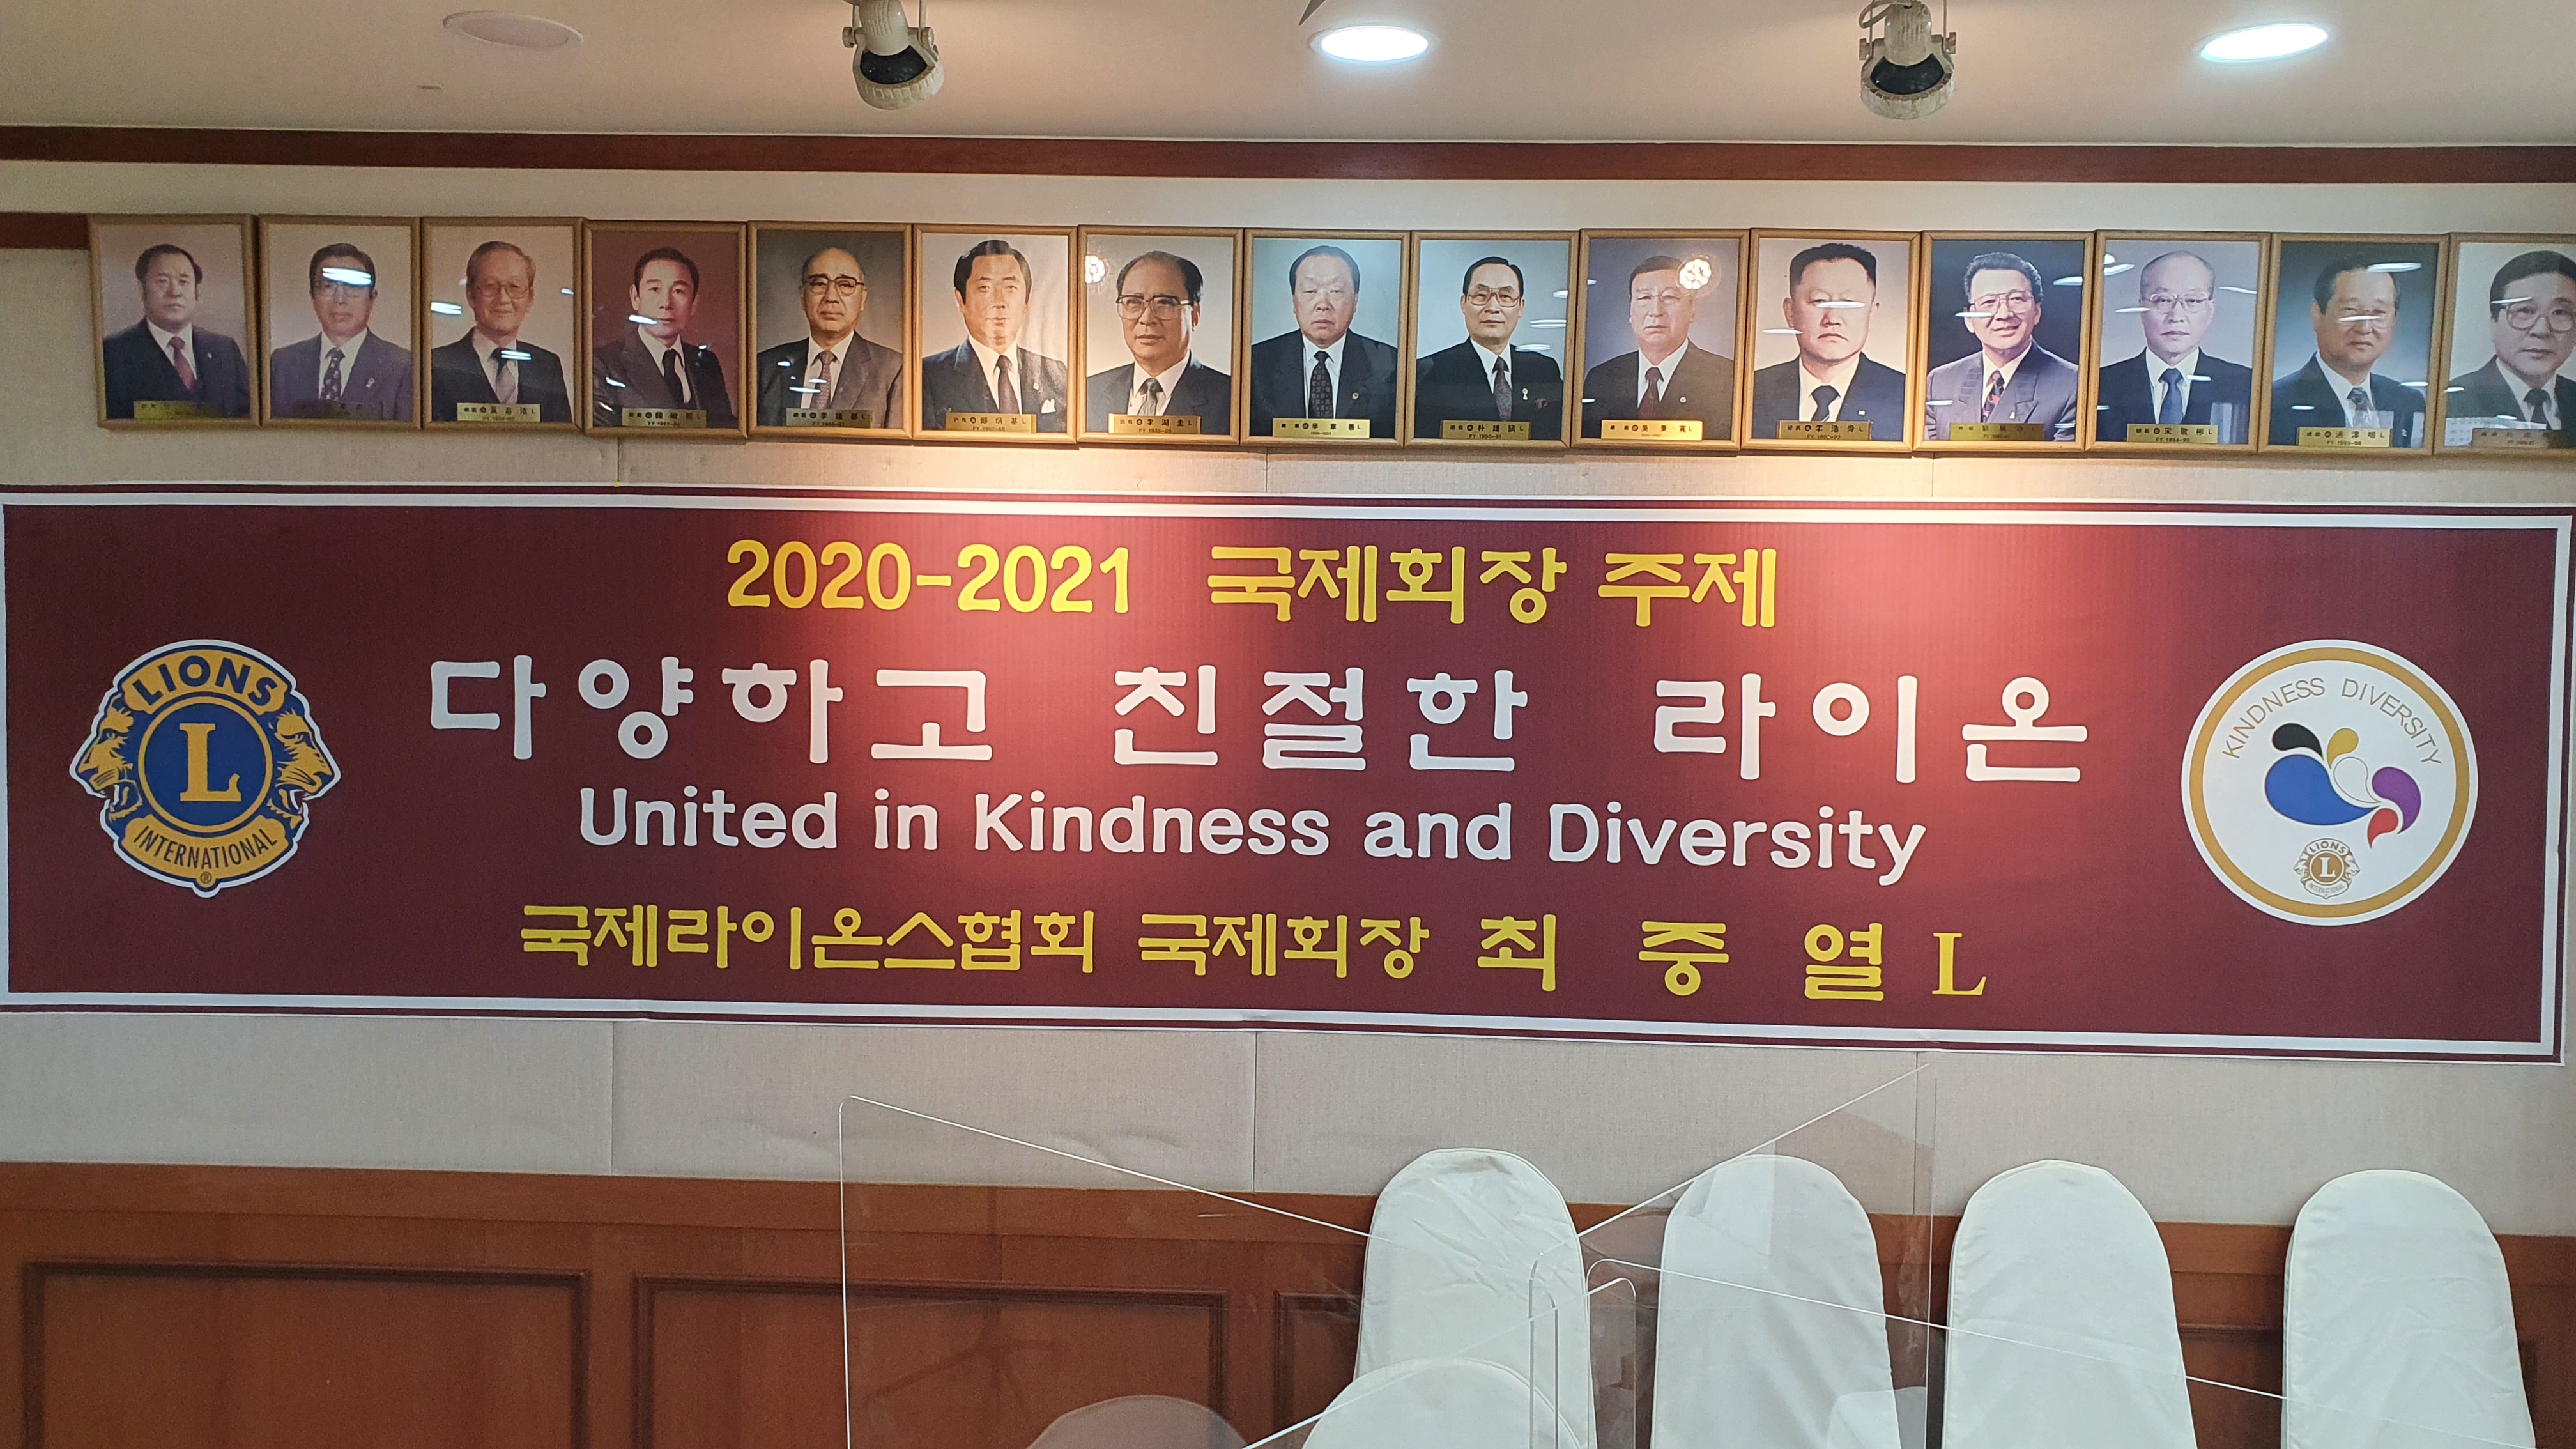 2020-2021 국제회장 주제
다양하고 친절한 라이온
United in Kindness and Diversity
국제라이온스협회 국제회장 최 중 열 L
LIONS
L
INTERNATIONAL
®
KINDNESS DIVERSITY
LIONS
L
INTERNATIONAL